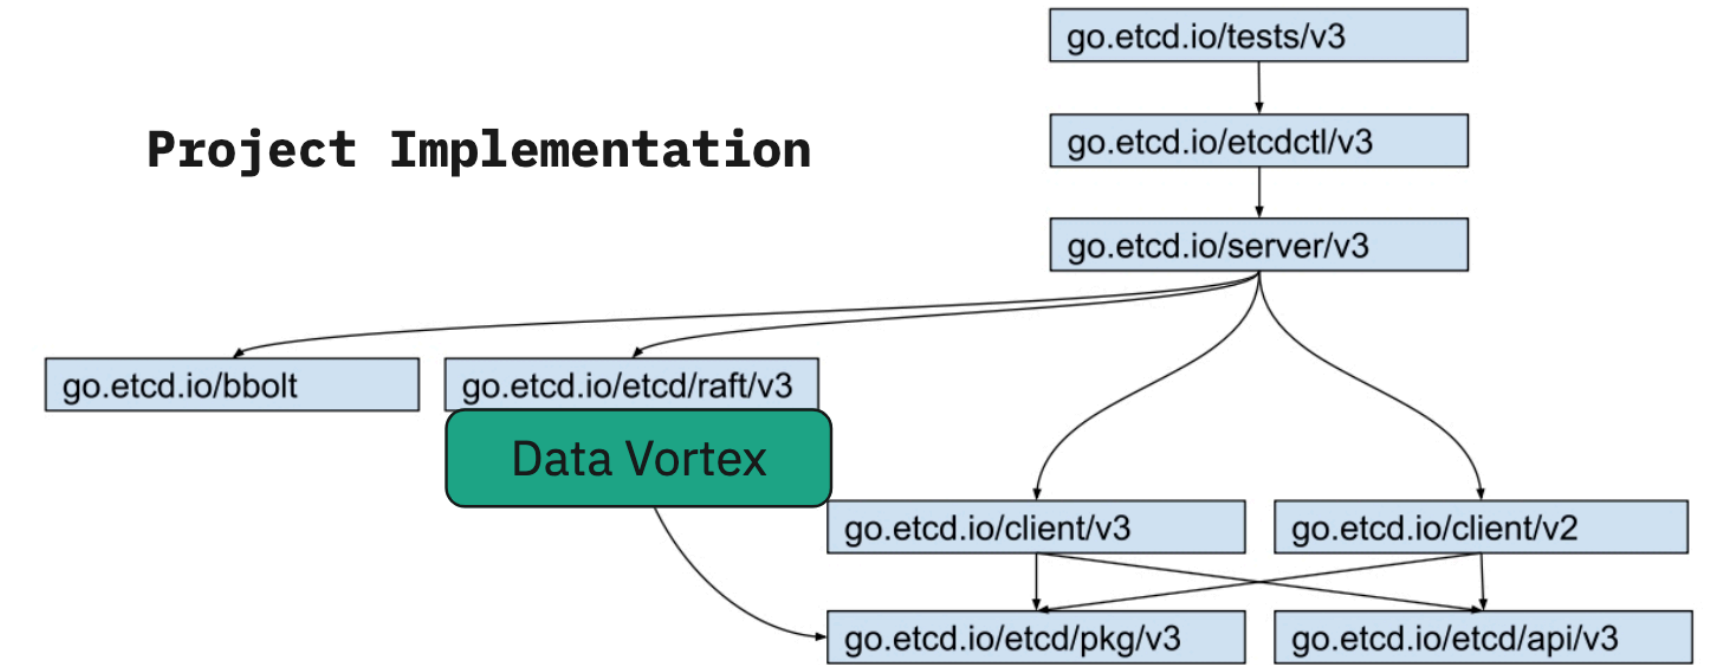 go.etcd.io/tests/v3
Project Implementation
go.etcd.io/etcdctl/v3
go.etcd.io/server/v3
go.etcd.io/bbolt
go.etcd.io/etcd/raft/v3
Data Vortex
go.etcd.io/client/v3
go.etcd.io/client/v2
go.etcd.io/etcd/pkg/v3
go.etcd.io/etcd/api/v3